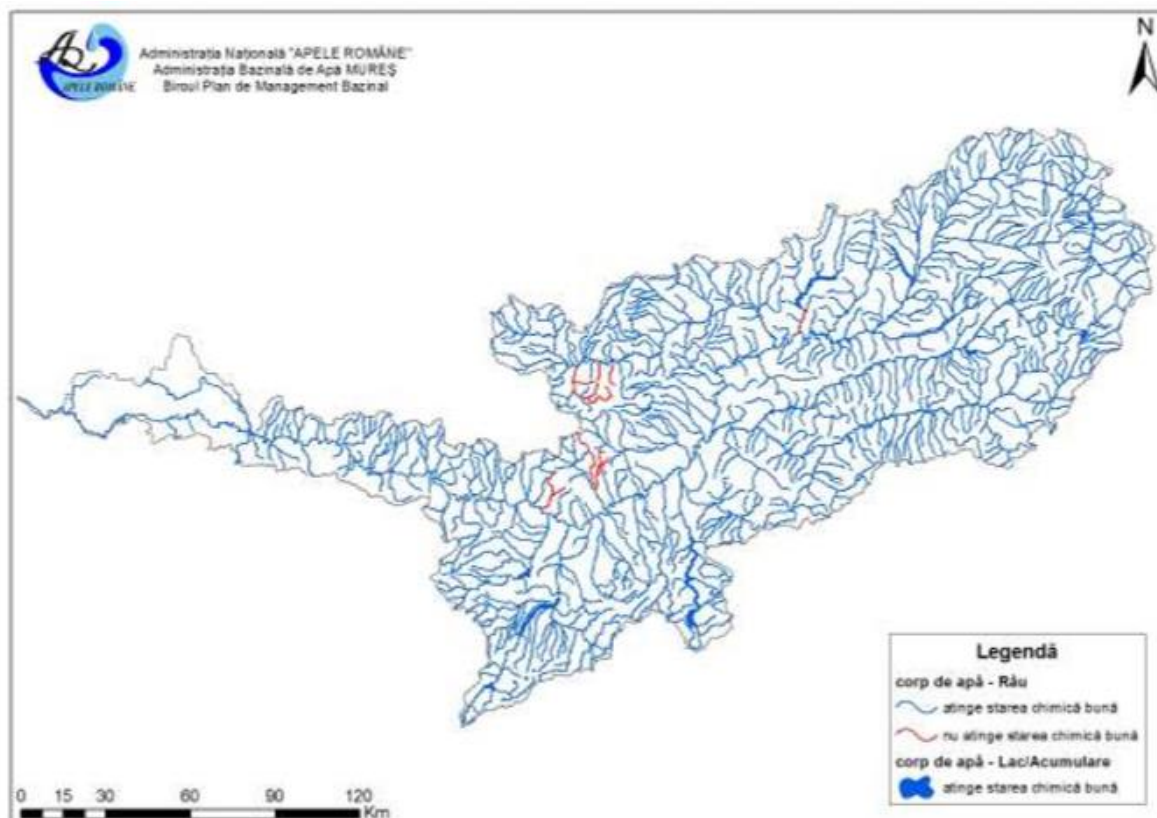 Administrația Națională "APELE ROMÂNE"
Administrația Bazinală de Apă MUREȘ
Biroul Plan de Management Bazinal
APELE ROMÂNE
N
Legendă
corp de apă - Râu
atinge starea chimică bună
nu atinge starea chimică bună
corp de apă - Lac/Acumulare
atinge starea chimică bună
0 15 30 60 90 120
Km